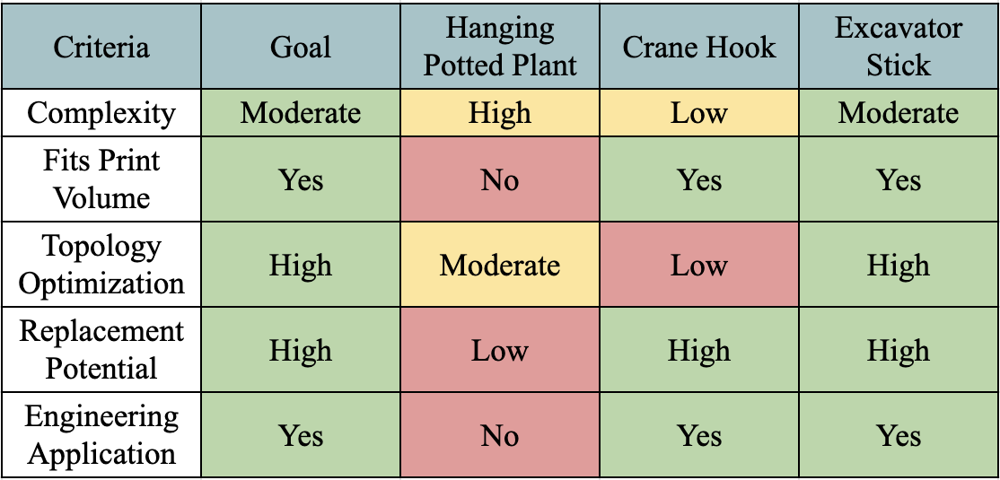 Criteria Goal Hanging Potted Plant Crane Hook Excavator Stick
Complexity Moderate High Low Moderate
Fits Print Volume Yes No Yes Yes
Topology Optimization High Moderate Low High
Replacement Potential High Low High High
Engineering Application Yes No Yes Yes